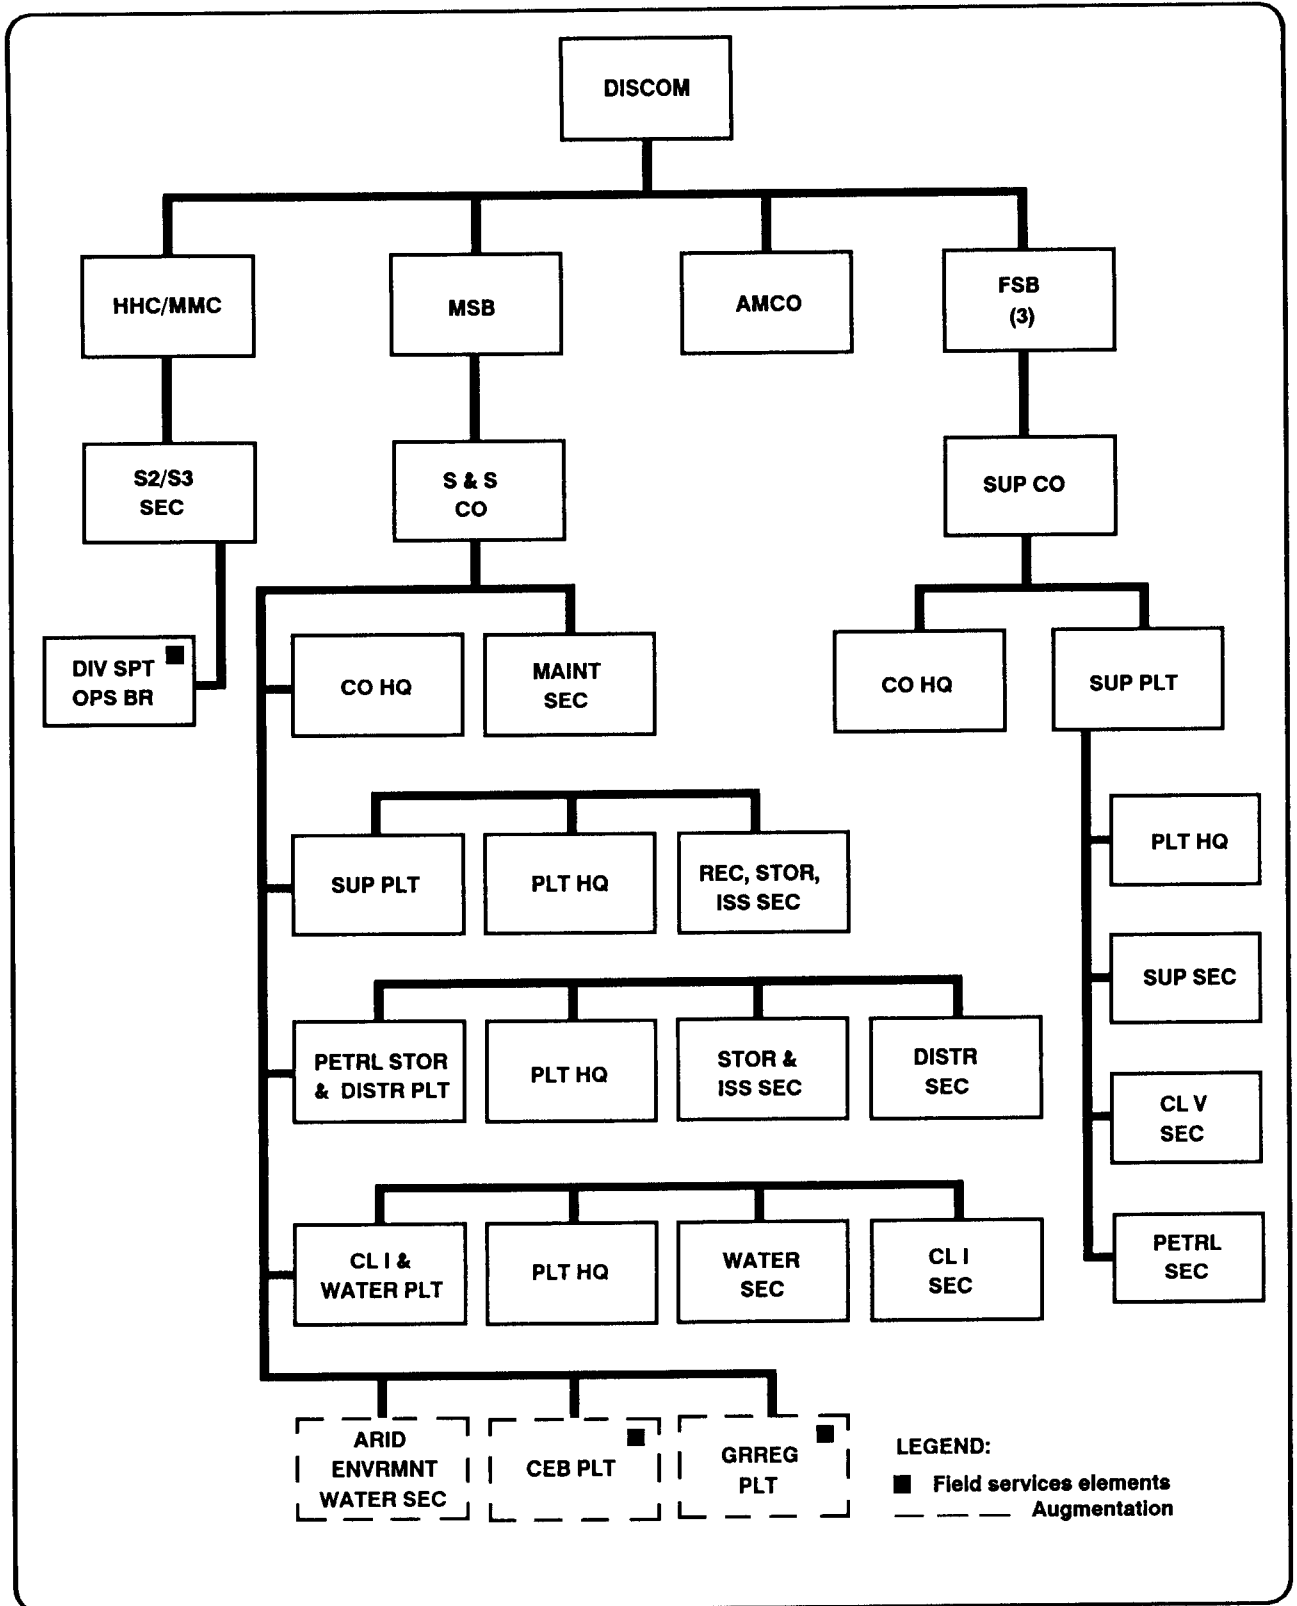 DISCOM
HHC/MMC
MSB
AMCO
FSB
(3)
S2/S3
SEC
S & S
CO
SUP CO
DIV SPT
OPS BR
CO HQ
MAINT
SEC
CO HQ
SUP PLT
SUP PLT
PLT HQ
REC, STOR,
ISS SEC
PLT HQ
SUP SEC
PETRL STOR
& DISTR PLT
PLT HQ
STOR &
ISS SEC
DISTR
SEC
CL V
SEC
CL I &
WATER PLT
PLT HQ
WATER
SEC
CL I
SEC
PETRL
SEC
ARID
ENVRMNT
WATER SEC
CEB PLT
GRREG
PLT
LEGEND:
Field services elements
Augmentation